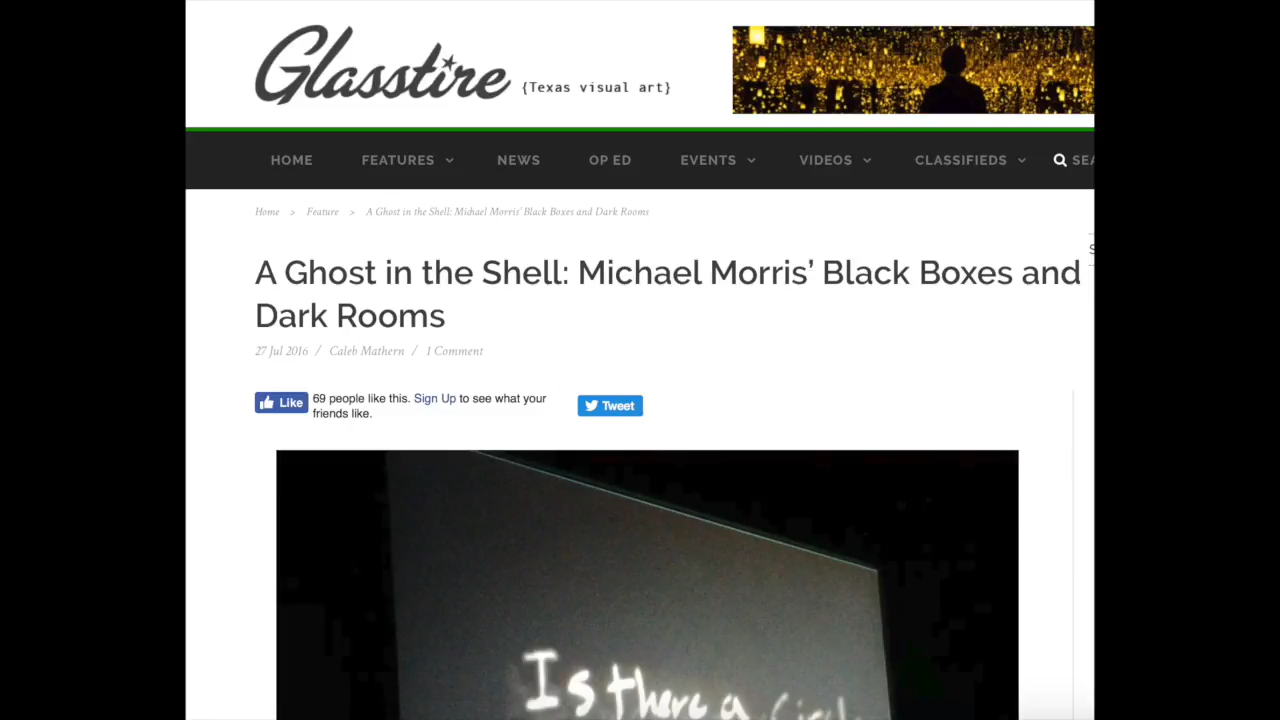 Glasstire {Texas visual art}
HOME FEATURES NEWS OP ED EVENTS VIDEOS CLASSIFIEDS
Home > Feature > A Ghost in the Shell: Michael Morris' Black Boxes and Dark Rooms
A Ghost in the Shell: Michael Morris’ Black Boxes and
Dark Rooms
27 Jul 2016 / Caleb Mathern / 1 Comment
Like 69 people like this. Sign Up to see what your
friends like.
Tweet
Is there a